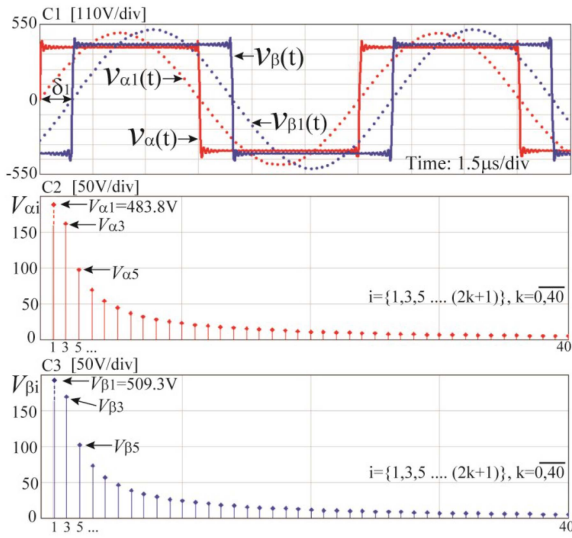 C1 [110V/div]
550
0
-550
δ1
vα1(t)
vα(t)
vβ(t)
vβ1(t)
Time: 1.5μs/div
C2 [50V/div]
Vαi
150
100
50
0
Vα1=483.8V
Vα3
Vα5
i={1,3,5 .... (2k+1)}, k=0,40
1 3 5 ...
40
C3 [50V/div]
Vβi
150
100
50
0
Vβ1=509.3V
Vβ3
Vβ5
i={1,3,5 .... (2k+1)}, k=0,40
1 3 5 ...
40